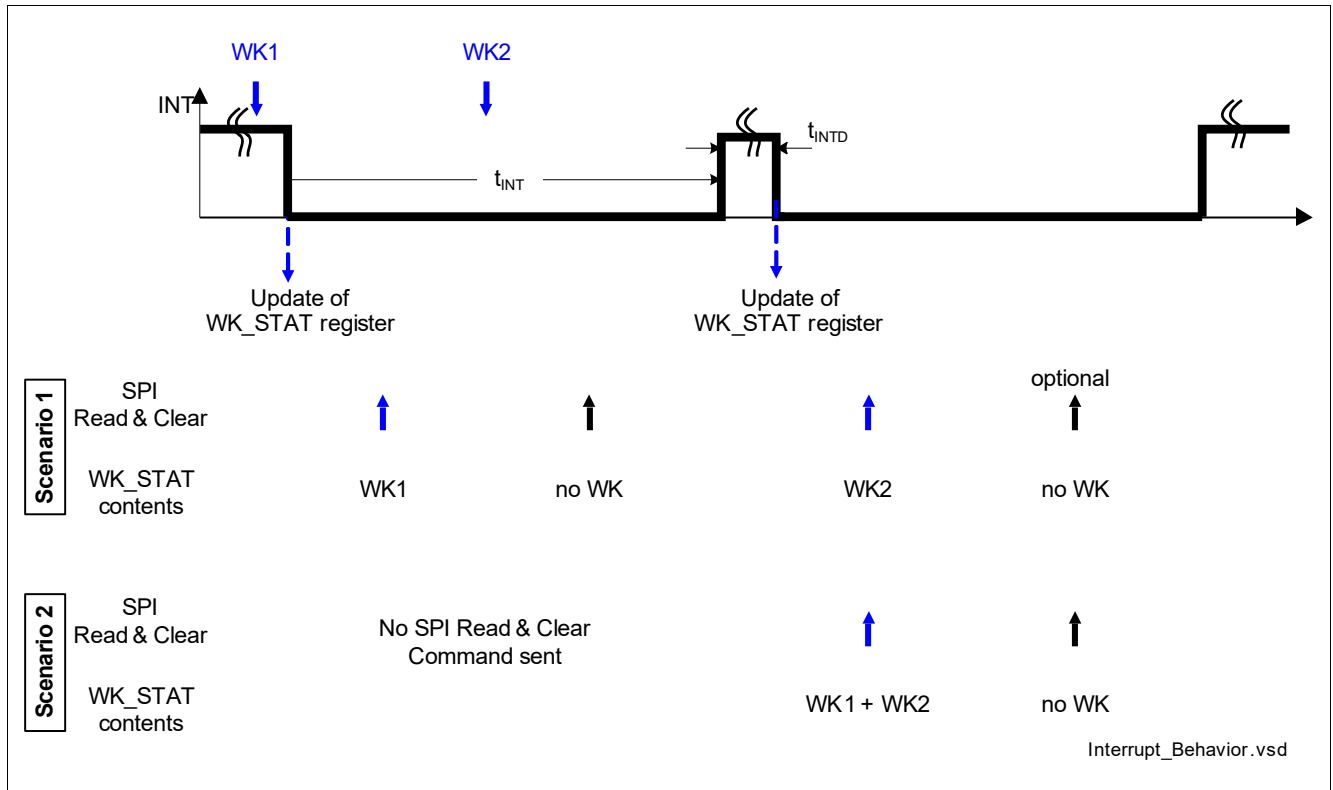 WK1
WK2
INT
tINTD
tINT
Update of
WK_STAT register
Update of
WK_STAT register
Scenario 1
SPI
Read & Clear
optional
WK_STAT
contents
WK1
no WK
WK2
no WK
Scenario 2
SPI
Read & Clear
No SPI Read & Clear
Command sent
WK_STAT
contents
WK1 + WK2
no WK
Interrupt_Behavior.vsd